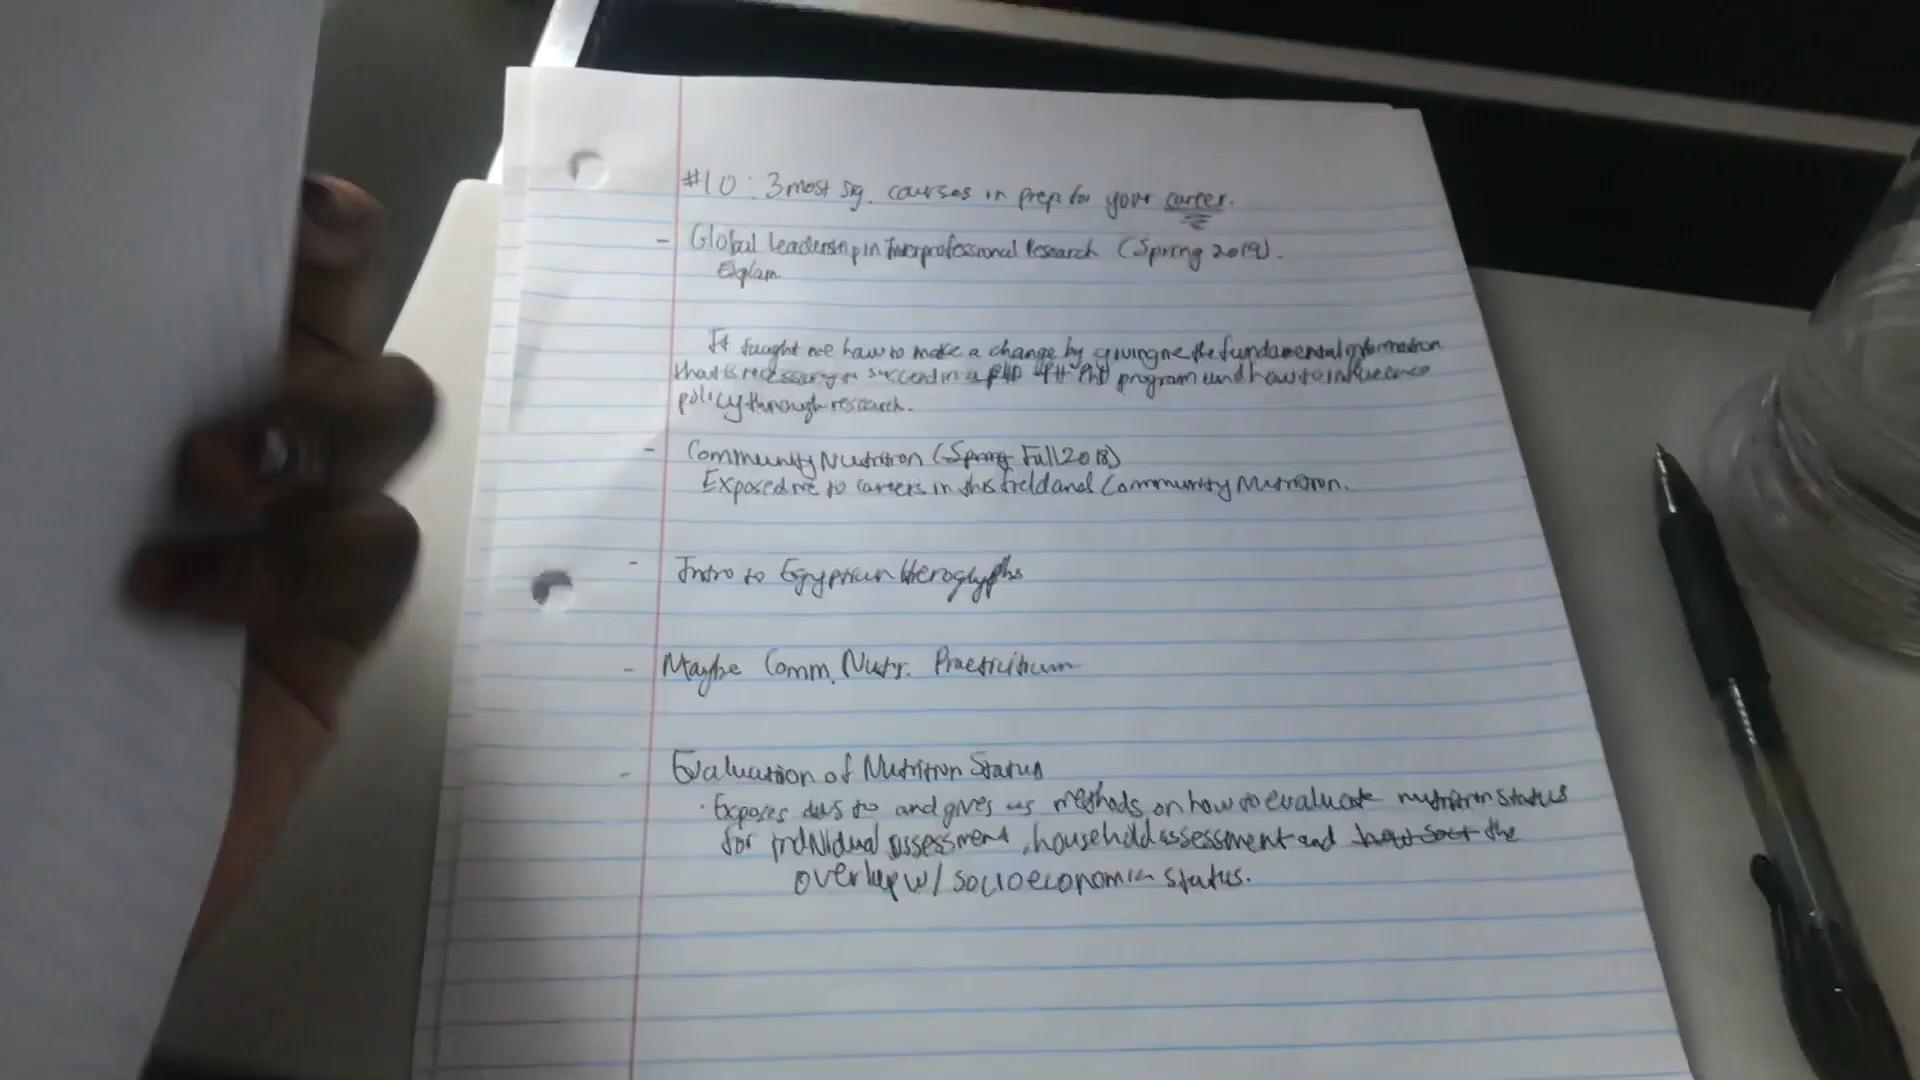 #10 : 3 most sig. courses in prep for your career.
- Global leadership in Interprofessional Research (Spring 2019).
Explain
It taught me how to make a change by giving me the fundamental information
that is necessary to succeed in a PhD program and how to influence
policy through research.
- Community Nutrition (Spring Fall 2018)
Exposed me to careers in this field and Community Nutrition.
- Intro to Egyptian Hieroglyphs
- Maybe Comm. Nutr. Practicitium
- Evaluation of Nutrition Status
· Exposes us to and gives us methods on how to evaluate nutrition status
for individual assessment, household assessment and the
overlap w/ socioeconomic status.